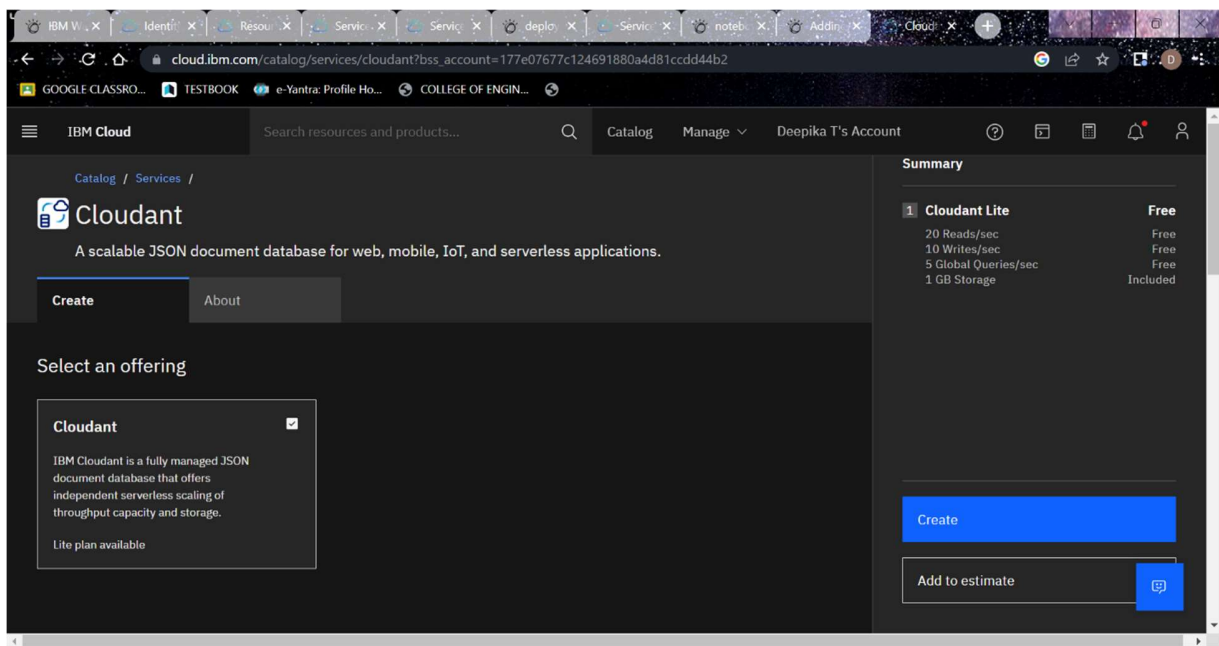 IBM W
Identit
Resour
Service
Servic
deploy
Service
noteb
Addin
Cloud
cloud.ibm.com/catalog/services/cloudant?bss_account=177e07677c124691880a4d81ccdd44b2
G
D
GOOGLE CLASSRO...
TESTBOOK
e-Yantra: Profile Ho...
COLLEGE OF ENGIN...
IBM Cloud
Search resources and products...
Catalog
Manage
Deepika T's Account
Catalog / Services /
Cloudant
A scalable JSON document database for web, mobile, IoT, and serverless applications.
Create
About
Select an offering
Cloudant
IBM Cloudant is a fully managed JSON
document database that offers
independent serverless scaling of
throughput capacity and storage.
Lite plan available
Summary
1 Cloudant Lite Free
20 Reads/sec Free
10 Writes/sec Free
5 Global Queries/sec Free
1 GB Storage Included
Create
Add to estimate